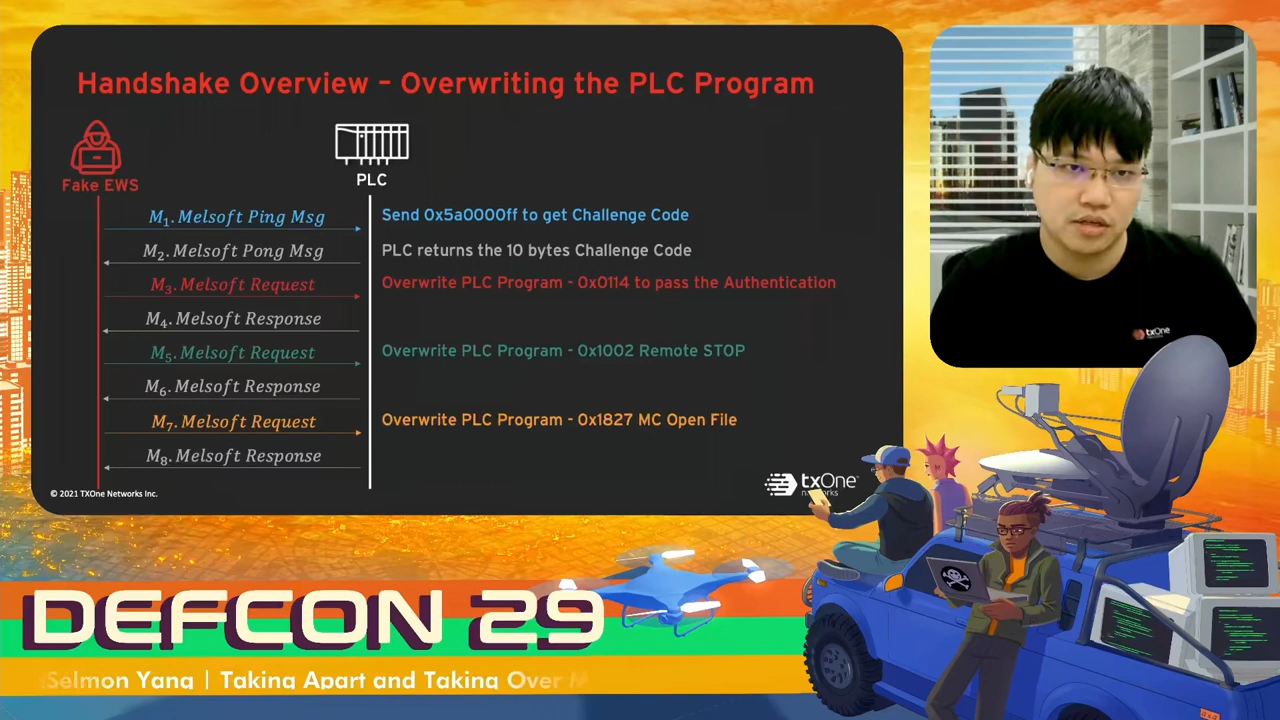 Handshake Overview – Overwriting the PLC Program
Fake EWS
PLC
M₁. Melsoft Ping Msg
Send 0x5a0000ff to get Challenge Code
M₂. Melsoft Pong Msg
PLC returns the 10 bytes Challenge Code
M₃. Melsoft Request
Overwrite PLC Program - 0x0114 to pass the Authentication
M₄. Melsoft Response
M₅. Melsoft Request
Overwrite PLC Program - 0x1002 Remote STOP
M₆. Melsoft Response
M₇. Melsoft Request
Overwrite PLC Program - 0x1827 MC Open File
M₈. Melsoft Response
© 2021 TXOne Networks Inc.
txOne
txOne
DEFCON 29
Selmon Yang | Taking Apart and Taking Over